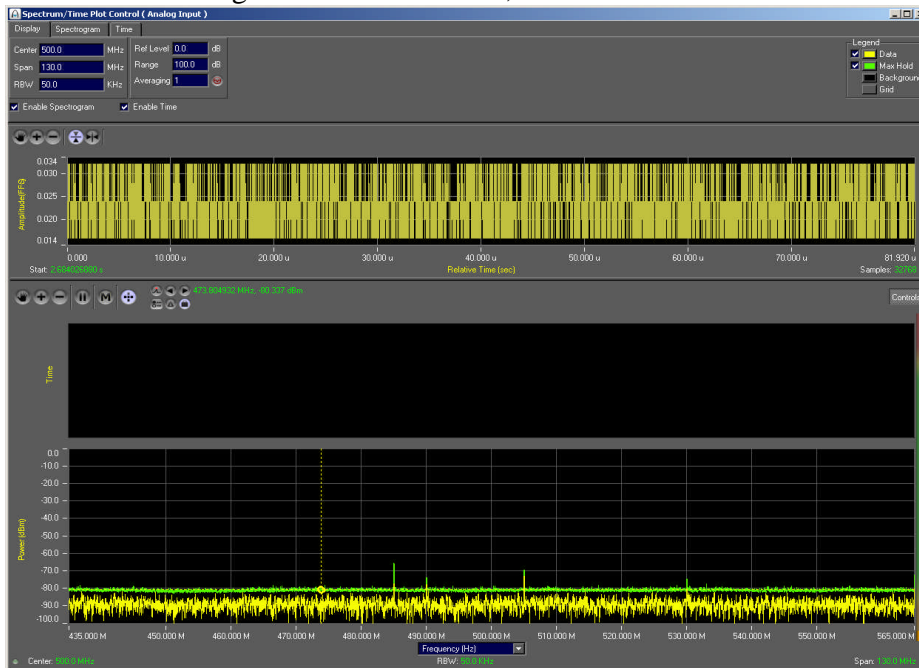 Spectrum/Time Plot Control ( Analog Input )
Display Spectrogram Time
Center 500.0 MHz Ref Level 0.0 dB Legend
Span 130.0 MHz Range 100.0 dB Data
RBW 50.0 KHz Averaging 1 Max Hold
Background
Grid
Enable Spectrogram Enable Time
0.034
0.030
0.025
0.020
0.014
Amplitude(FFS)
0.000 10.000 u 20.000 u 30.000 u 40.000 u 50.000 u 60.000 u 70.000 u 81.920 u
Start: 2.684026890 s Relative Time (sec) Samples: 32768
M 473.804932 MHz, -80.337 dBm Controls
Time
0.0
-10.0
-20.0
-30.0
-40.0
-50.0
-60.0
-70.0
-80.0
-90.0
-100.0
Power (dBm)
435.000 M 450.000 M 460.000 M 470.000 M 480.000 M 490.000 M 500.000 M 510.000 M 520.000 M 530.000 M 540.000 M 550.000 M 565.000 M
Frequency (Hz)
Center: 500.0 MHz RBW: 50.0 KHz Span: 130.0 MHz